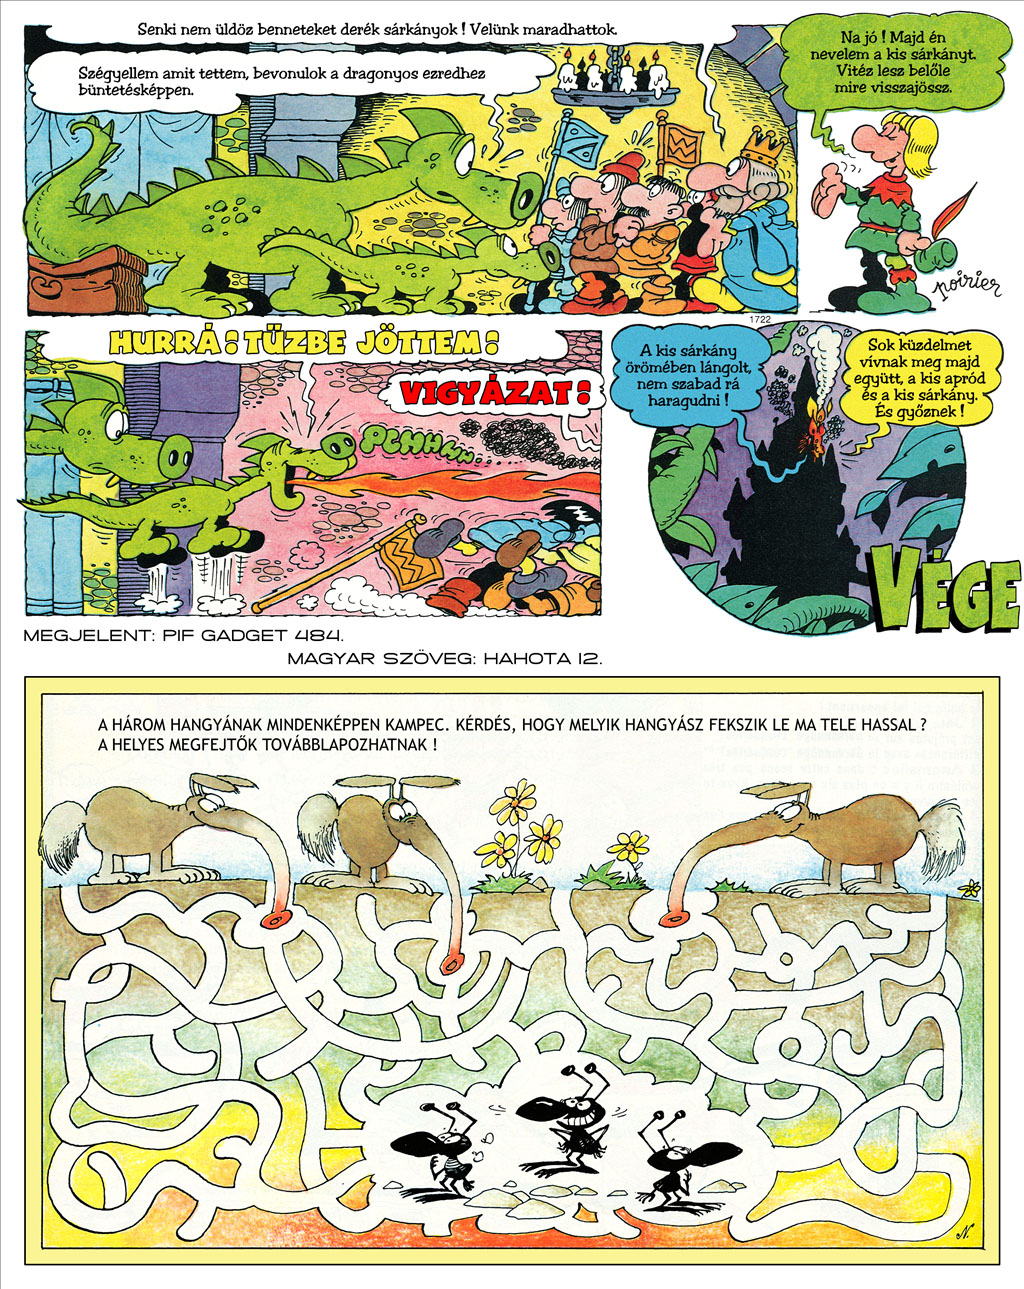 Senki nem üldöz benneteket derék sárkányok ! Velünk maradhattok.
Szégyellem amit tettem, bevonulok a dragonyos ezredhez
büntetésképpen.
Na jó ! Majd én
nevelem a kis sárkányt.
Vitéz lesz belőle
mire visszajössz.
poirier
1722
HURRÁ! TŰZBE JÖTTEM!
VIGYÁZAT!
PCHHHH...
A kis sárkány
örömében lángolt,
nem szabad rá
haragudni !
Sok küzdelmet
vívnak meg majd
együtt, a kis apród
és a kis sárkány.
És győznek !
VÉGE
MEGJELENT: PIF GADGET 484.
MAGYAR SZÖVEG: HAHOTA 12.
A HÁROM HANGYÁNAK MINDENKÉPPEN KAMPEC. KÉRDÉS, HOGY MELYIK HANGYÁSZ FEKSZIK LE MA TELE HASSAL ?
A HELYES MEGFEJTŐK TOVÁBBLAPOZHATNAK !
N.